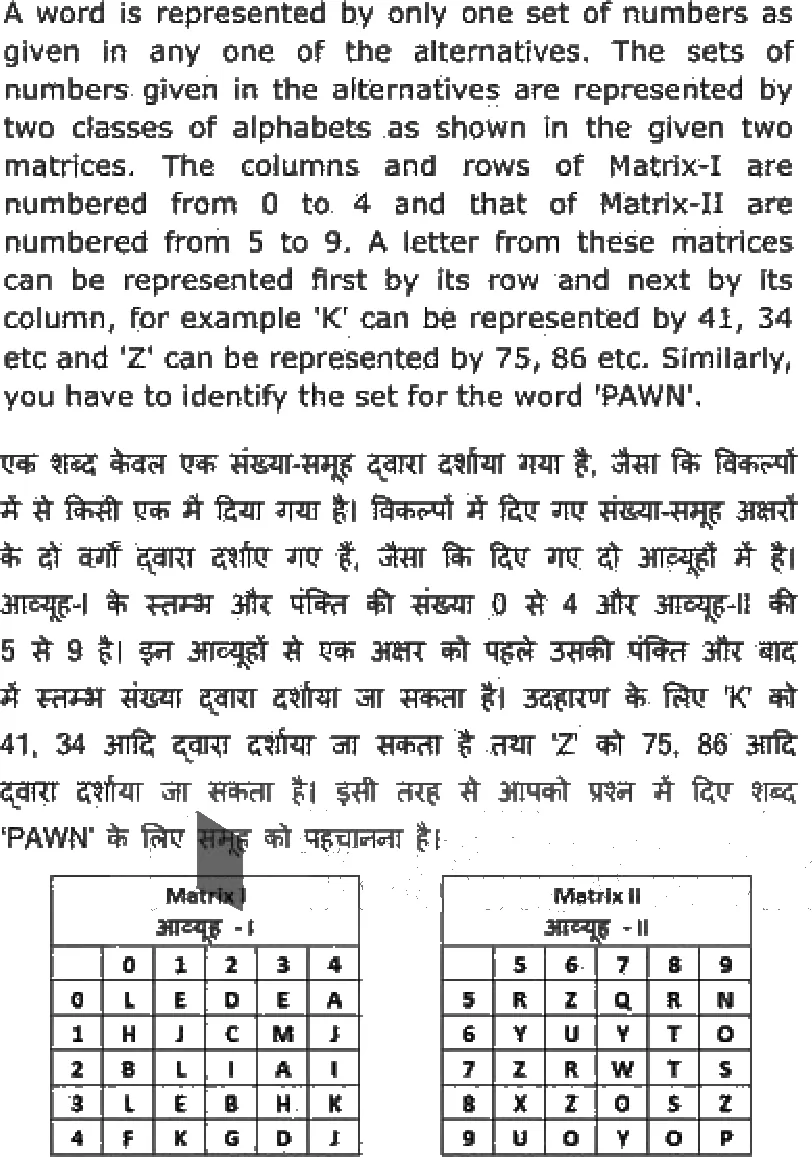 A word is represented by only one set of numbers as
given in any one of the alternatives. The sets of
numbers given in the alternatives are represented by
two classes of alphabets as shown in the given two
matrices. The columns and rows of Matrix-I are
numbered from 0 to 4 and that of Matrix-II are
numbered from 5 to 9. A letter from these matrices
can be represented first by its row and next by its
column, for example 'K' can be represented by 41, 34
etc and 'Z' can be represented by 75, 86 etc. Similarly,
you have to identify the set for the word 'PAWN'.
एक शब्द केवल एक संख्या-समूह द्वारा दर्शाया गया है, जैसा कि विकल्पों
में से किसी एक मै दिया गया है। विकल्पों में दिए गए संख्या-समूह अक्षरों
के दो वर्गों द्वारा दर्शाए गए हैं, जैसा कि दिए गए दो आव्यूहों में है।
आव्यूह-I के स्तम्भ और पंक्ति की संख्या 0 से 4 और आव्यूह-II की
5 से 9 है। इन आव्यूहों से एक अक्षर को पहले उसकी पंक्ति और बाद
में स्तम्भ संख्या द्वारा दर्शाया जा सकता है। उदहारण के लिए 'K' को
41, 34 आदि द्वारा दर्शाया जा सकता है तथा 'Z' को 75, 86 आदि
द्वारा दर्शाया जा सकता है। इसी तरह से आपको प्रश्न में दिए शब्द
'PAWN' के लिए समूह को पहचानना है।
Matrix I
आव्यूह - I
0 1 2 3 4
0 L E D E A
1 H J C M J
2 B L I A I
3 L E B H K
4 F K G D J
Matrix II
आव्यूह - II
5 6 7 8 9
5 R Z Q R N
6 Y U Y T O
7 Z R W T S
8 X Z O S Z
9 U O Y O P